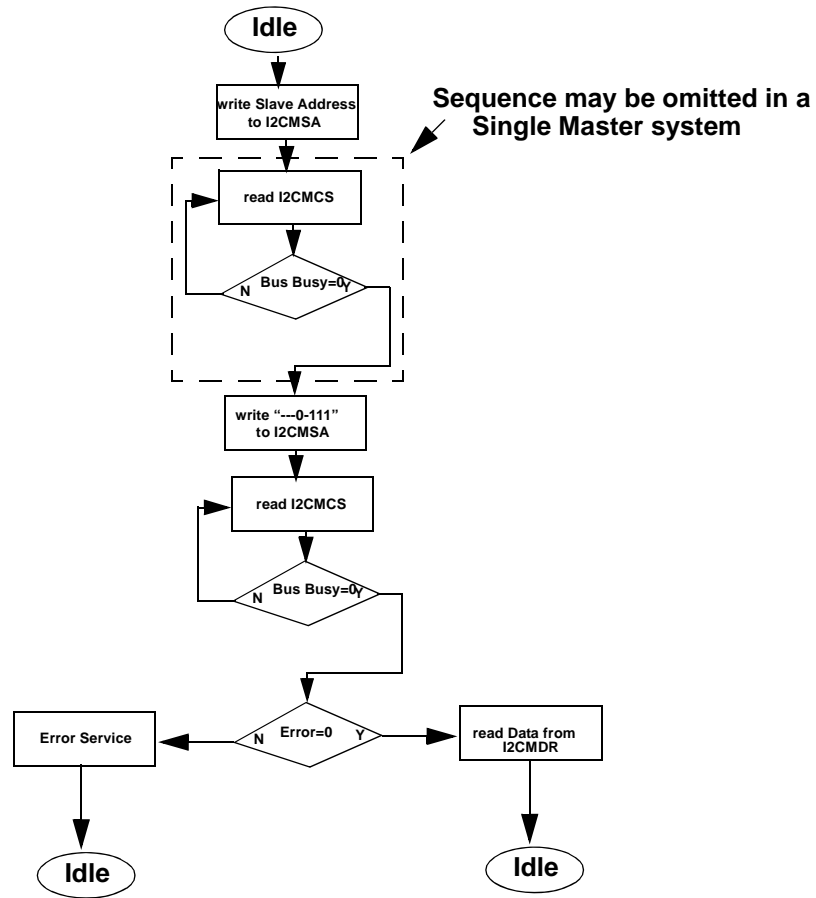 Idle
write Slave Address
to I2CMSA
Sequence may be omitted in a
Single Master system
read I2CMCS
Bus Busy=0
N
Y
write “---0-111”
to I2CMSA
read I2CMCS
Bus Busy=0
N
Y
Error Service
N
Error=0
Y
read Data from
I2CMDR
Idle
Idle